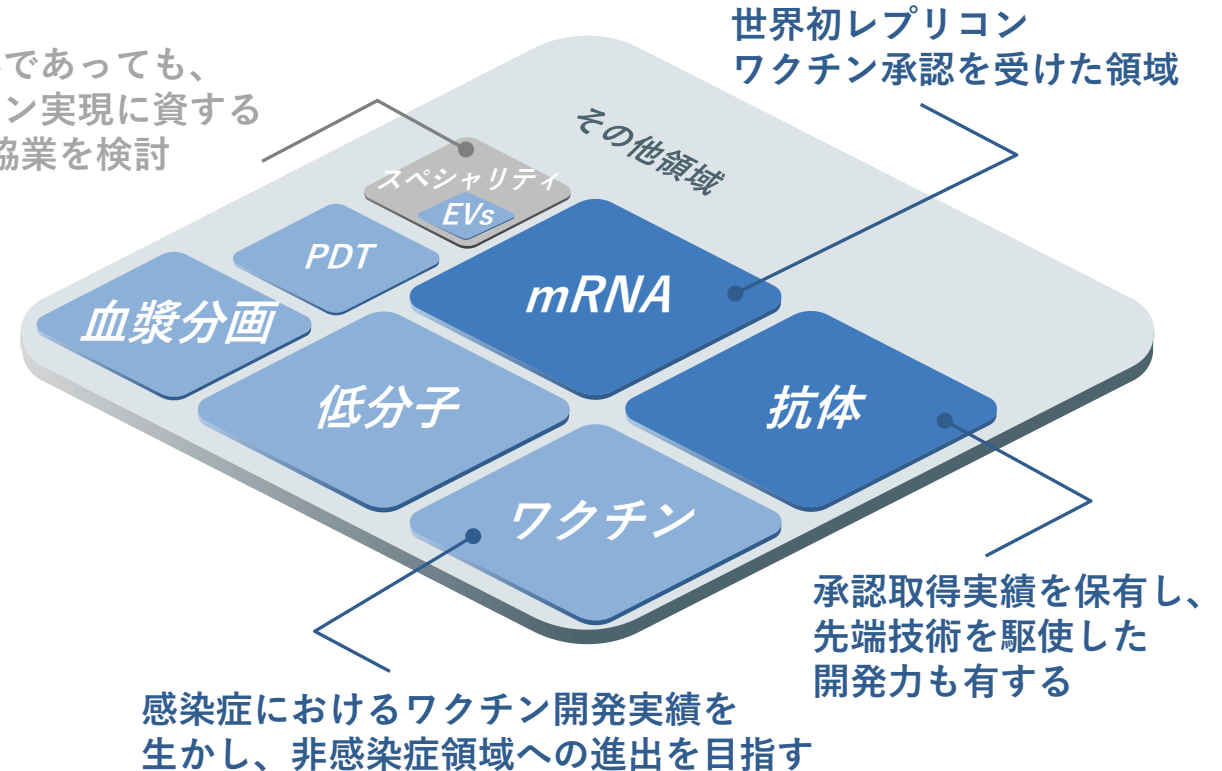 世界初レプリコン
ワクチン承認を受けた領域
であっても、
ン実現に資する
協業を検討
その他領域
スペシャリティ
EVs
PDT
mRNA
血漿分画
低分子
抗体
ワクチン
承認取得実績を保有し、
先端技術を駆使した
開発力も有する
感染症におけるワクチン開発実績を
生かし、非感染症領域への進出を目指す